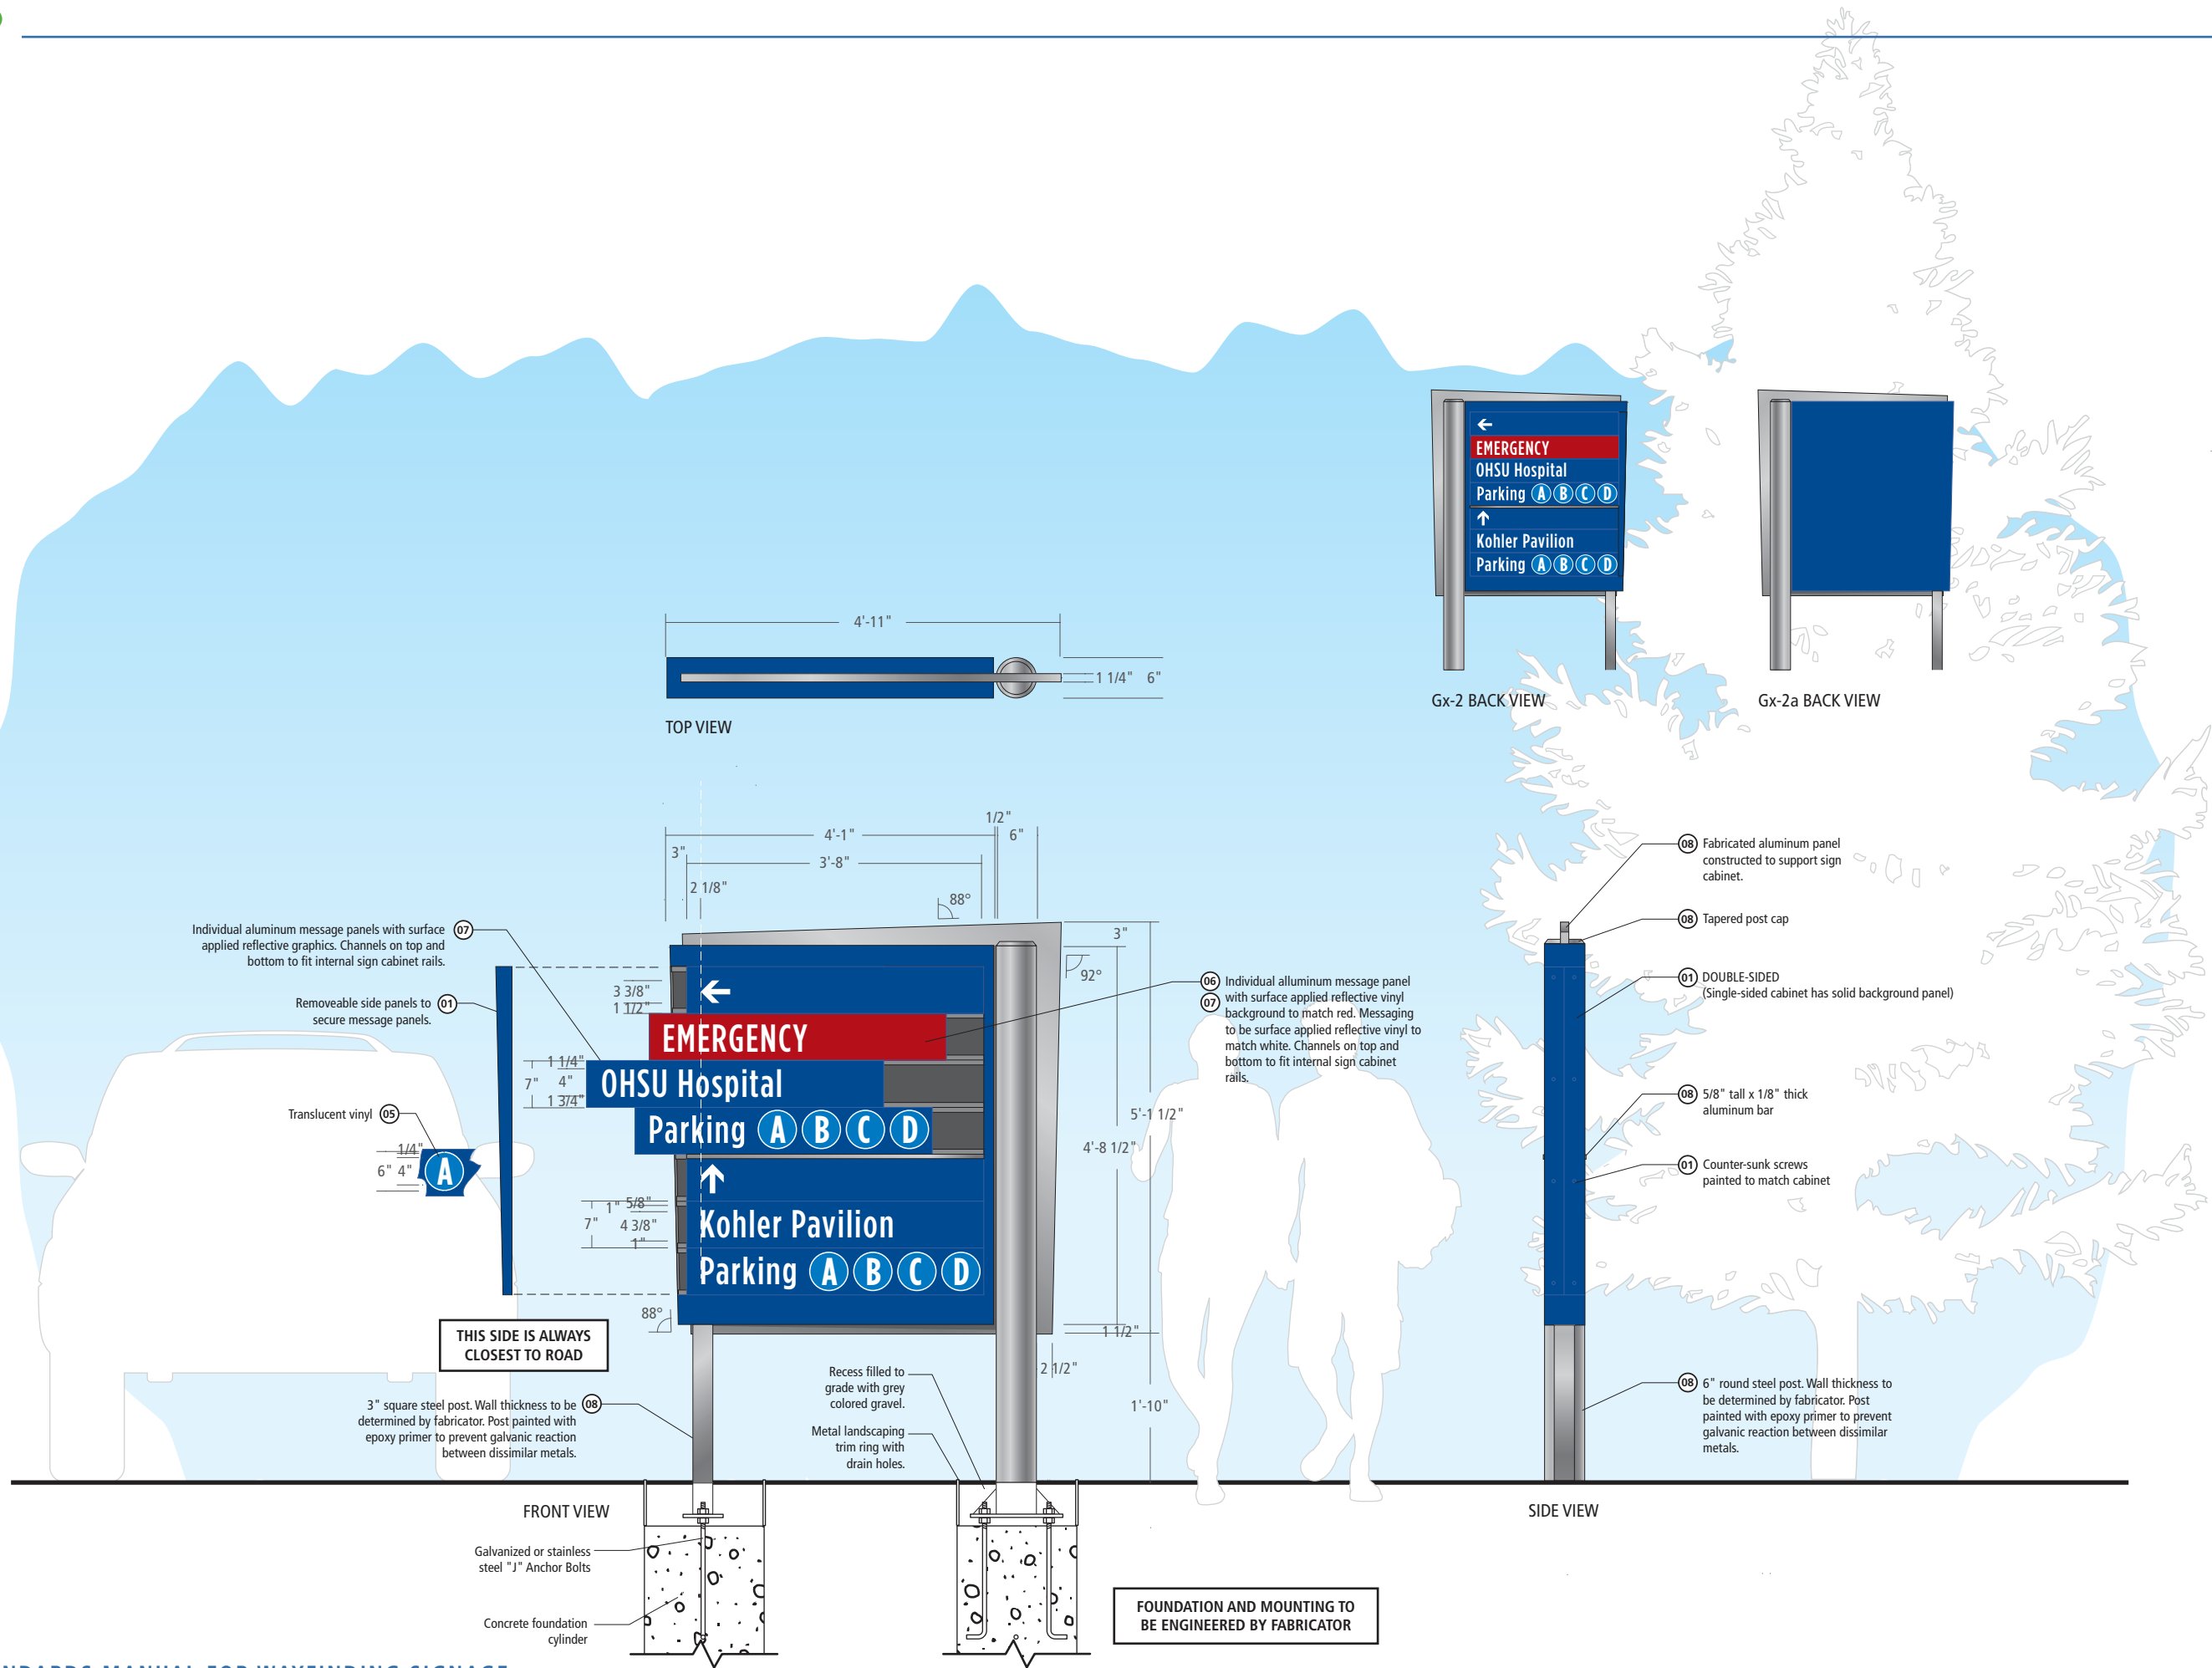 ←
EMERGENCY
OHSU Hospital
Parking A B C D
↑
Kohler Pavilion
Parking A B C D
Gx-2 BACK VIEW
Gx-2a BACK VIEW
4'-11"
1 1/4" 6"
TOP VIEW
1/2"
4'-1"
6"
3"
3'-8"
2 1/8"
88°
Individual aluminum message panels with surface
applied reflective graphics. Channels on top and
bottom to fit internal sign cabinet rails.
07
Removeable side panels to
secure message panels.
01
Translucent vinyl
05
1/4"
6" 4"
A
3 3/8"
1 1/2"
1 1/4"
7" 4"
1 3/4"
1" 5/8"
7" 4 3/8"
1"
88°
←
EMERGENCY
OHSU Hospital
Parking A B C D
↑
Kohler Pavilion
Parking A B C D
3"
92°
5'-1 1/2"
4'-8 1/2"
1 1/2"
2 1/2"
1'-10"
06
07
Individual alluminum message panel
with surface applied reflective vinyl
background to match red. Messaging
to be surface applied reflective vinyl to
match white. Channels on top and
bottom to fit internal sign cabinet
rails.
THIS SIDE IS ALWAYS
CLOSEST TO ROAD
3" square steel post. Wall thickness to be
determined by fabricator. Post painted with
epoxy primer to prevent galvanic reaction
between dissimilar metals.
08
Recess filled to
grade with grey
colored gravel.
Metal landscaping
trim ring with
drain holes.
FRONT VIEW
Galvanized or stainless
steel "J" Anchor Bolts
Concrete foundation
cylinder
FOUNDATION AND MOUNTING TO
BE ENGINEERED BY FABRICATOR
08 Fabricated aluminum panel
constructed to support sign
cabinet.
08 Tapered post cap
01 DOUBLE-SIDED
(Single-sided cabinet has solid background panel)
08 5/8" tall x 1/8" thick
aluminum bar
01 Counter-sunk screws
painted to match cabinet
08 6" round steel post. Wall thickness to
be determined by fabricator. Post
painted with epoxy primer to prevent
galvanic reaction between dissimilar
metals.
SIDE VIEW
MANUAL FOR WAYFINDING SIGNAGE